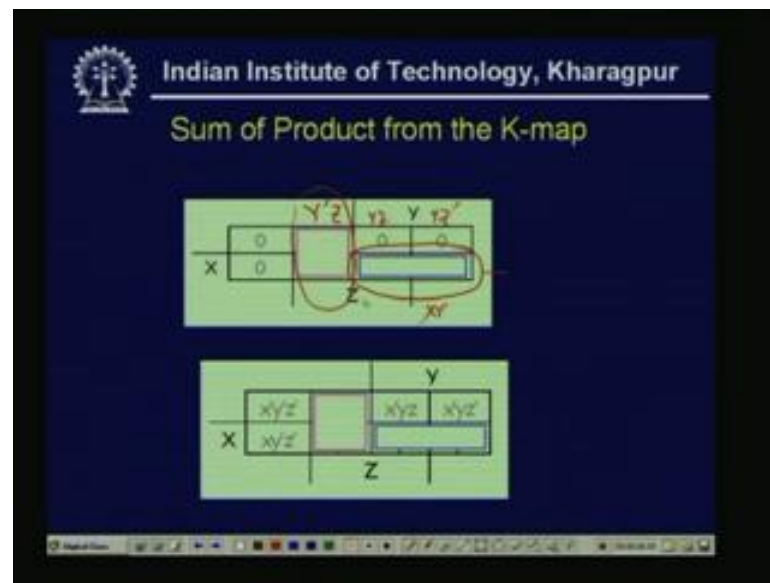 Indian Institute of Technology, Kharagpur
Sum of Product from the K-map
Y'Z YZ Y YZ'
0 0 0
X 0
Z
XY
Y
x'y'z' x'yz x'yz'
X xy'z'
Z